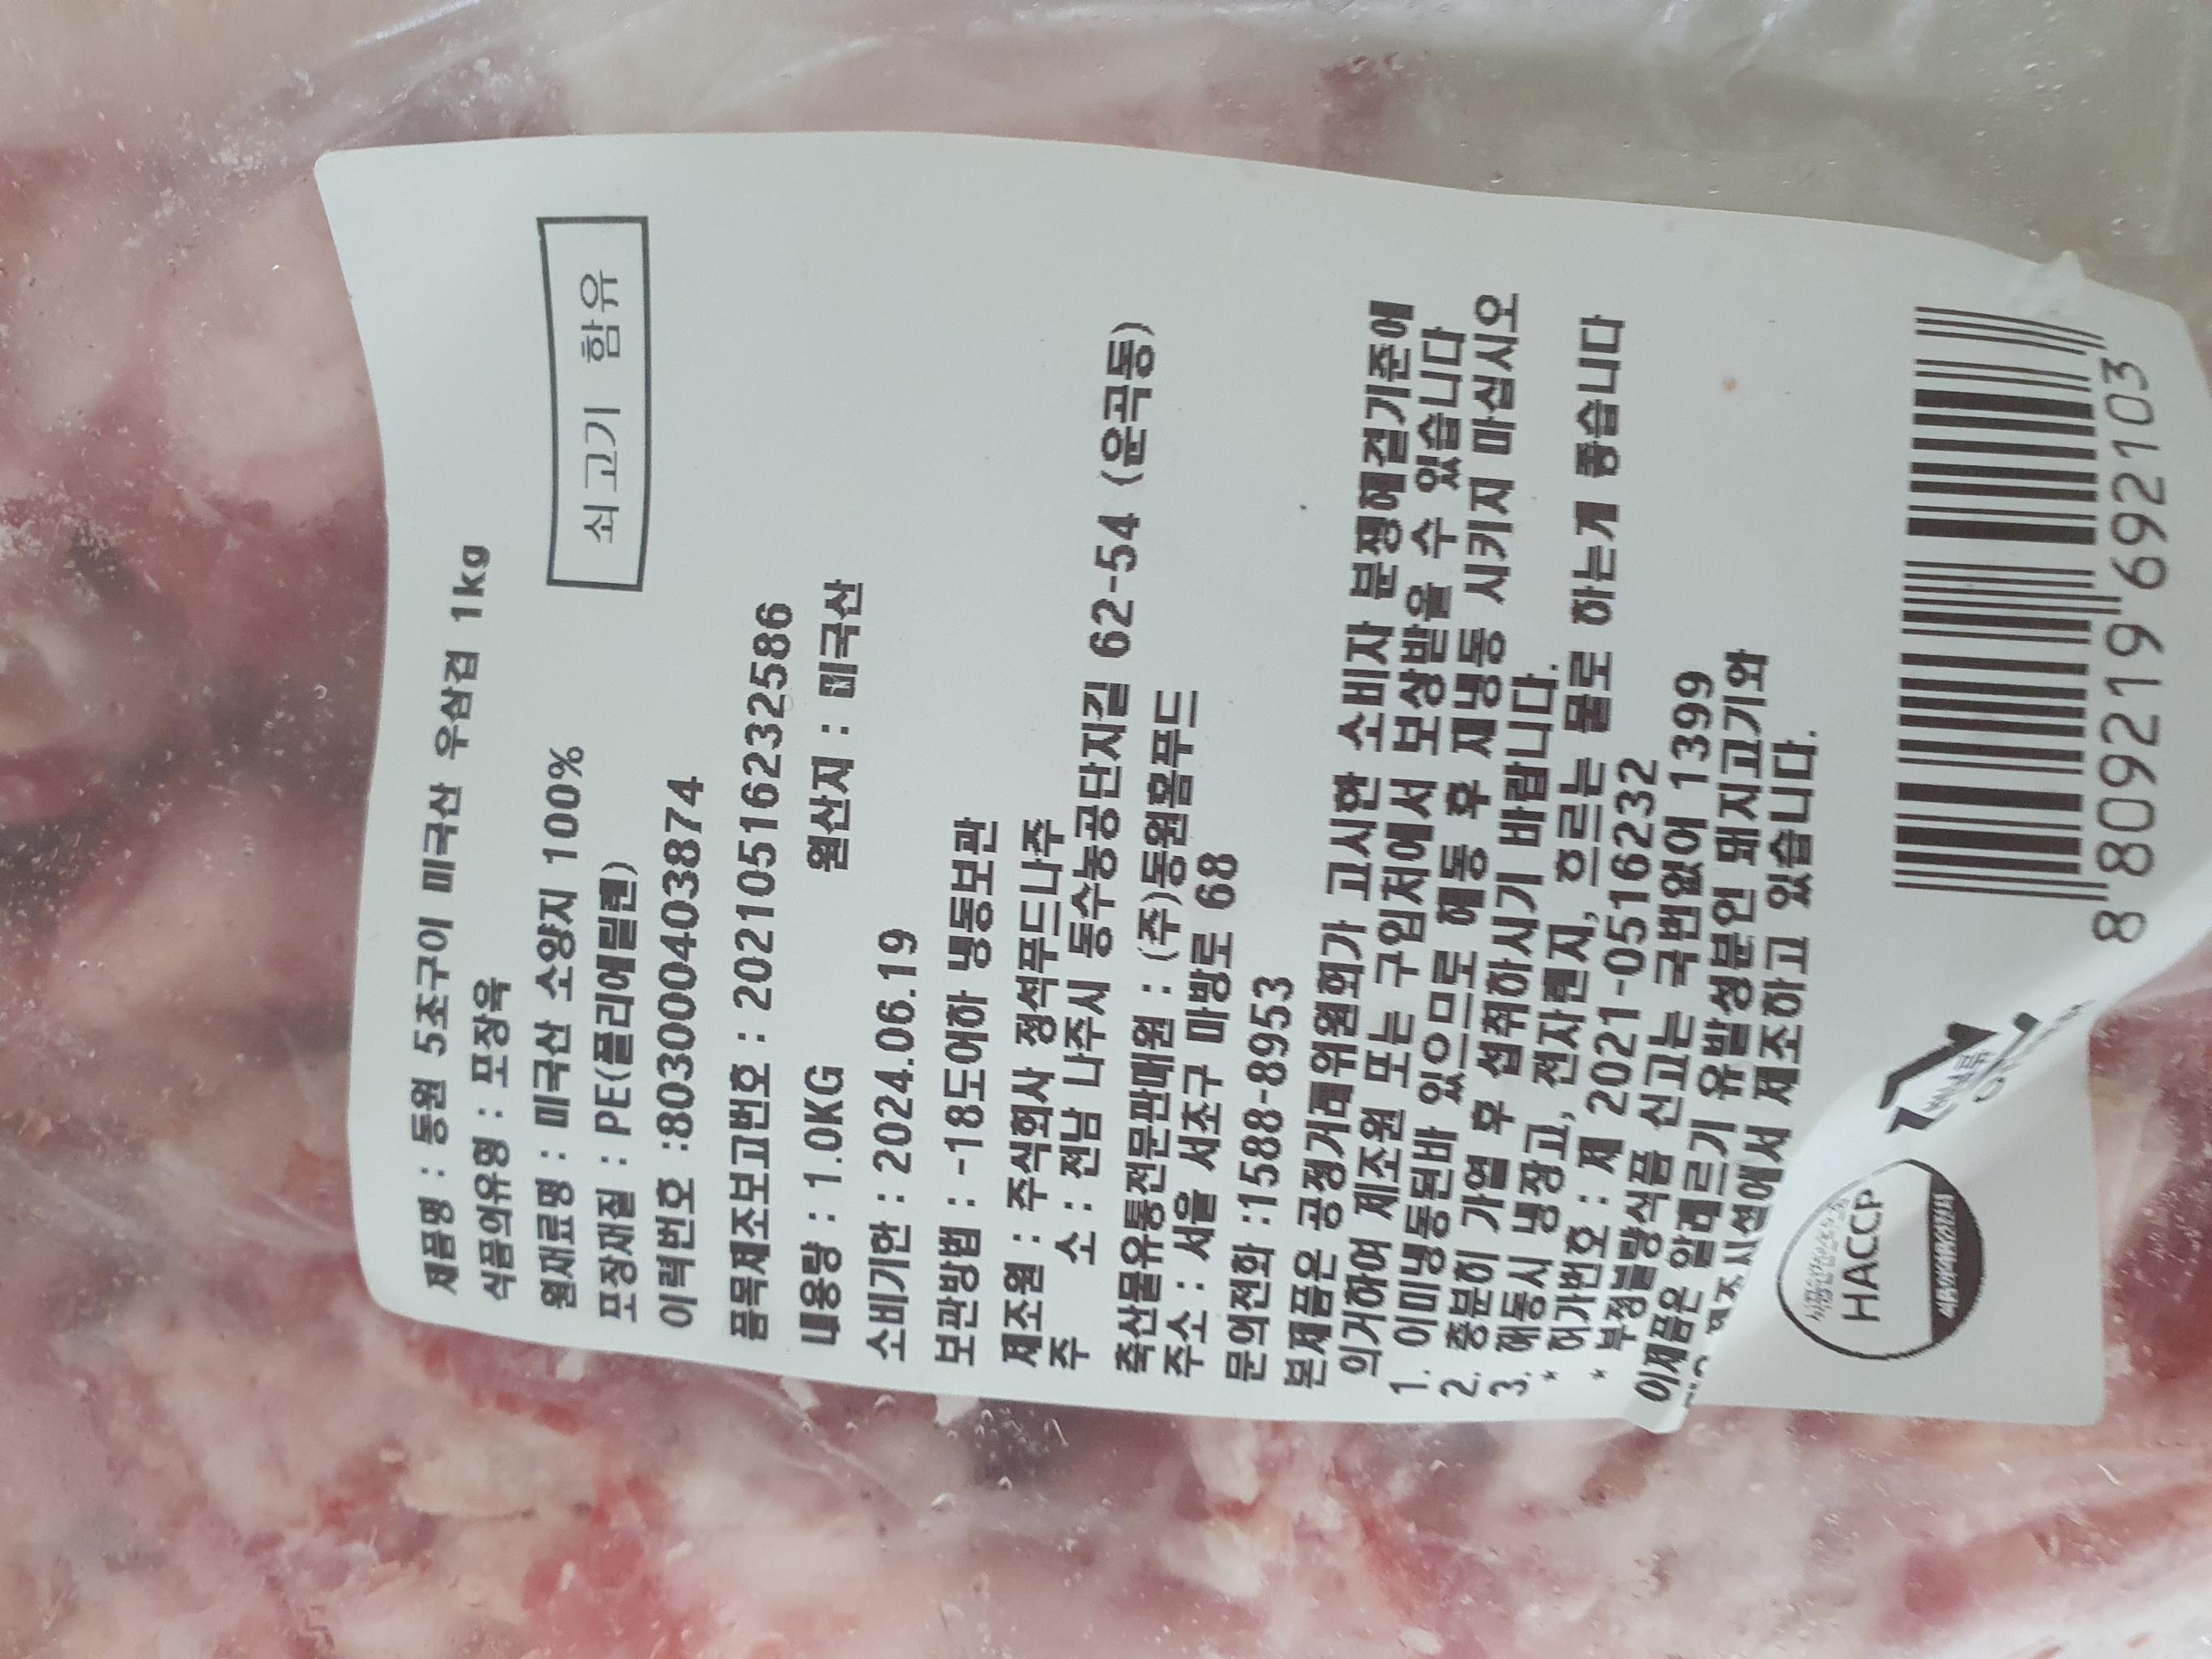 제품명 : 동원 5초구이 미국산 우삼겹 1kg
식품의유형 : 포장육
원재료명 : 미국산 소양지 100%
쇠고기 함유
포장재질 : PE(폴리에틸렌)
이력번호 :803000403874
품목제조보고번호 : 20210516232586
내용량 : 1.0KG 원산지 : 미국산
소비기한 : 2024.06.19
보관방법 : -18도이하 냉동보관
제조원 : 주식회사 정석푸드나주
주 소 : 전남 나주시 동수농공단지길 62-54 (운곡동)
축산물유통전문판매원 : (주)동원홈푸드
주소 : 서울 서초구 마방로 68
문의전화 :1588-8953
본제품은 공정거래위원회가 고시한 소비자 분쟁해결기준에
의거하여 제조원 또는 구입처에서 보상받을 수 있습니다
1. 이미냉동된바 있으므로 해동 후 재냉동 시키지 마십시오
2. 충분히 가열 후 섭취하시기 바랍니다.
3. 해동시 냉장고, 전자렌지, 흐르는 물로 하는게 좋습니다
* 허가번호 : 제 2021-0516232
* 부정불량식품 신고는 국번없이 1399
이제품은 알레르기 유발성분인 돼지고기와
제조시설에서 제조하고 있습니다.
HACCP
8 809219 692103